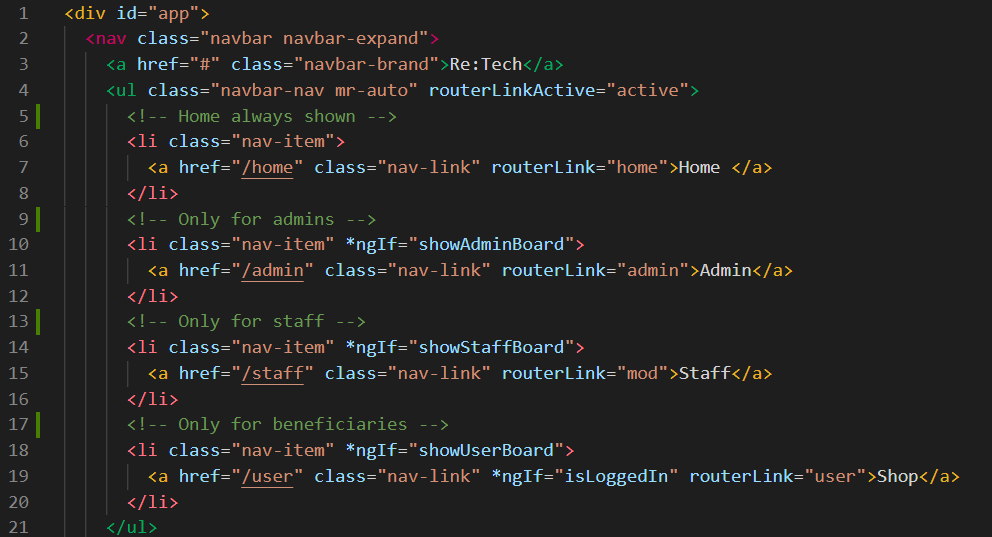 1 <div id="app">
2 <nav class="navbar navbar-expand">
3 <a href="#" class="navbar-brand">Re:Tech</a>
4 <ul class="navbar-nav mr-auto" routerLinkActive="active">
5 <!-- Home always shown -->
6 <li class="nav-item">
7 <a href="/home" class="nav-link" routerLink="home">Home </a>
8 </li>
9 <!-- Only for admins -->
10 <li class="nav-item" *ngIf="showAdminBoard">
11 <a href="/admin" class="nav-link" routerLink="admin">Admin</a>
12 </li>
13 <!-- Only for staff -->
14 <li class="nav-item" *ngIf="showStaffBoard">
15 <a href="/staff" class="nav-link" routerLink="mod">Staff</a>
16 </li>
17 <!-- Only for beneficiaries -->
18 <li class="nav-item" *ngIf="showUserBoard">
19 <a href="/user" class="nav-link" *ngIf="isLoggedIn" routerLink="user">Shop</a>
20 </li>
21 </ul>